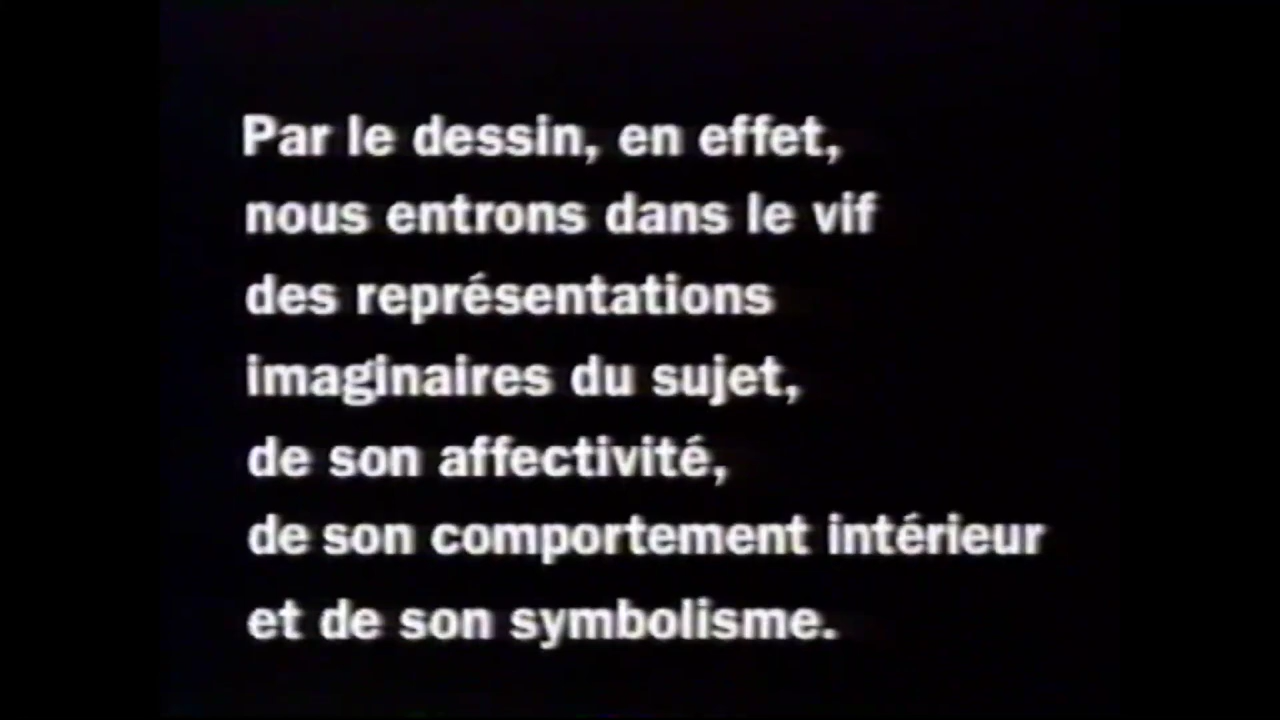 Par le dessin, en effet,
nous entrons dans le vif
des représentations
imaginaires du sujet,
de son affectivité,
de son comportement intérieur
et de son symbolisme.